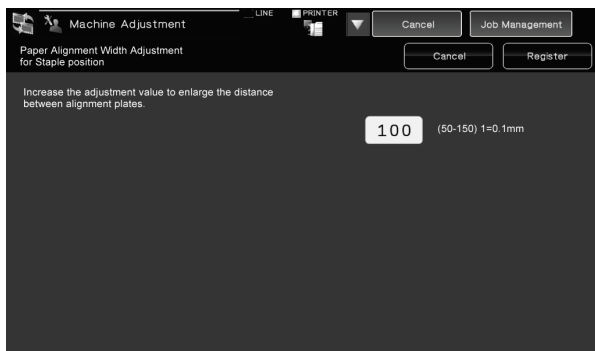 LINE
PRINTER
Machine Adjustment
Cancel
Job Management
Paper Alignment Width Adjustment
for Staple position
Cancel
Register
Increase the adjustment value to enlarge the distance
between alignment plates.
100
(50-150) 1=0.1mm